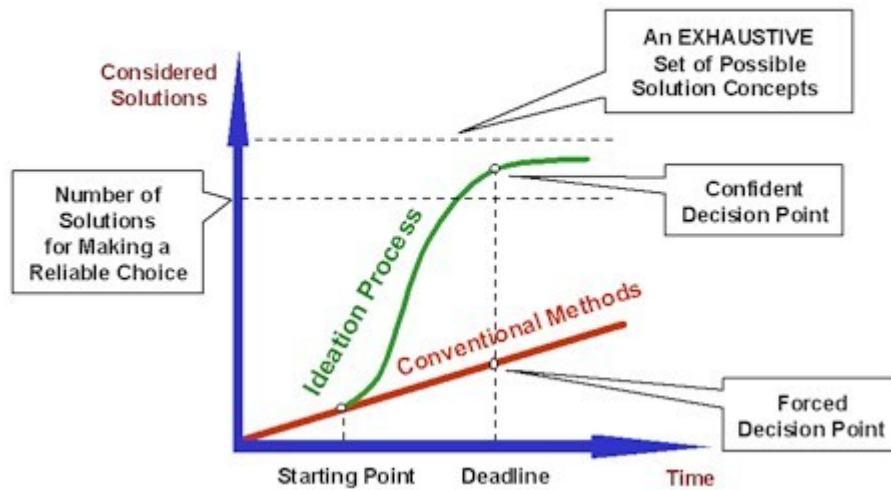 An EXHAUSTIVE
Set of Possible
Solution Concepts
Considered
Solutions
Number of
Solutions
for Making a
Reliable Choice
Confident
Decision Point
Ideation Process
Conventional Methods
Forced
Decision Point
Starting Point
Deadline
Time